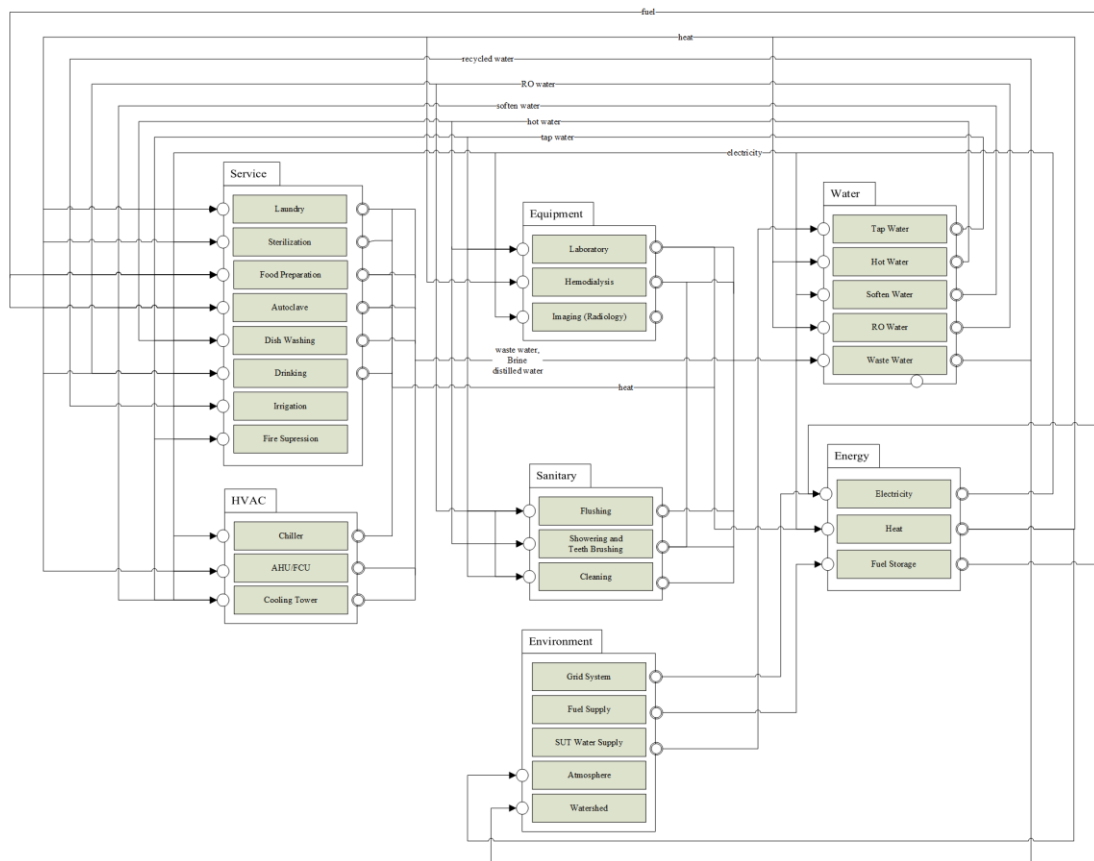 fuel
heat
recycled water
RO water
soften water
hot water
tap water
electricity
Service
Laundry
Sterilization
Food Preparation
Autoclave
Dish Washing
Drinking
Irrigation
Fire Supression
HVAC
Chiller
AHU/FCU
Cooling Tower
Equipment
Laboratory
Hemodialysis
Imaging (Radiology)
waste water,
Brine
distilled water
heat
Sanitary
Flushing
Showering and
Teeth Brushing
Cleaning
Environment
Grid System
Fuel Supply
SUT Water Supply
Atmosphere
Watershed
Water
Tap Water
Hot Water
Soften Water
RO Water
Waste Water
Energy
Electricity
Heat
Fuel Storage